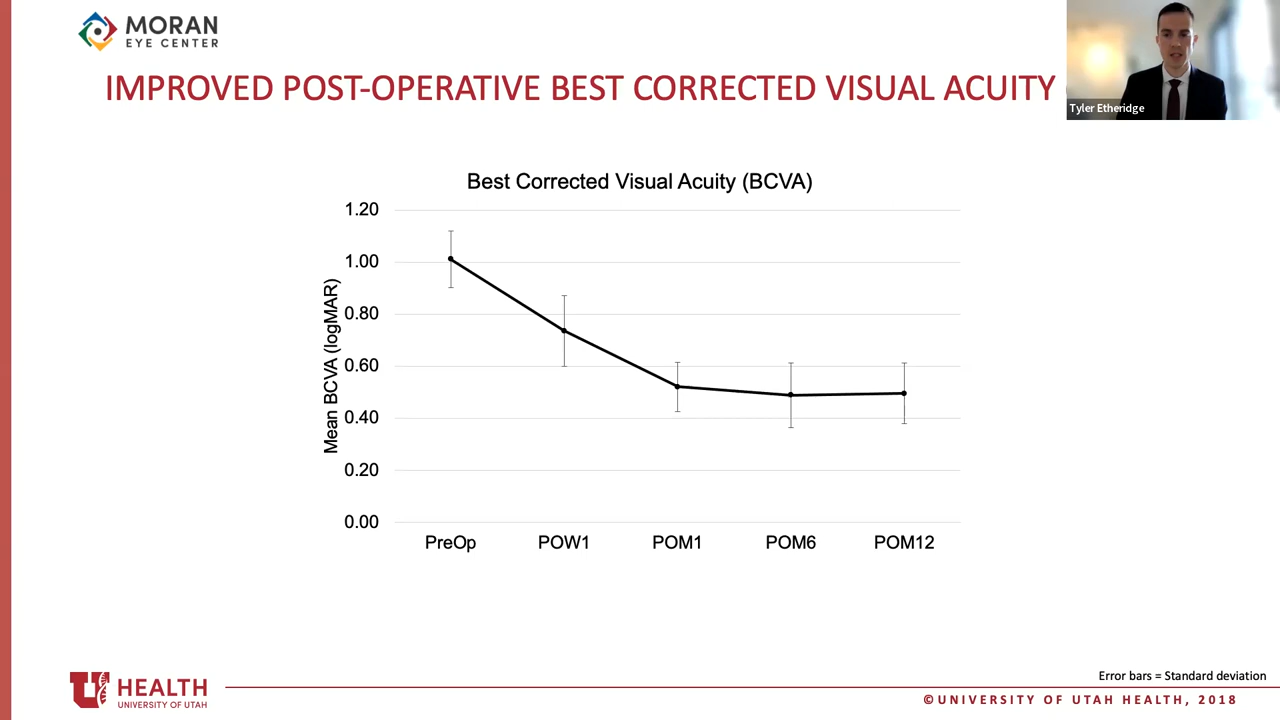 MORAN
EYE CENTER
IMPROVED POST-OPERATIVE BEST CORRECTED VISUAL ACUITY
Tyler Etheridge
Best Corrected Visual Acuity (BCVA)
Mean BCVA (logMAR)
1.20
1.00
0.80
0.60
0.40
0.20
0.00
PreOp POW1 POM1 POM6 POM12
Error bars = Standard deviation
U HEALTH
UNIVERSITY OF UTAH
©UNIVERSITY OF UTAH HEALTH, 2018